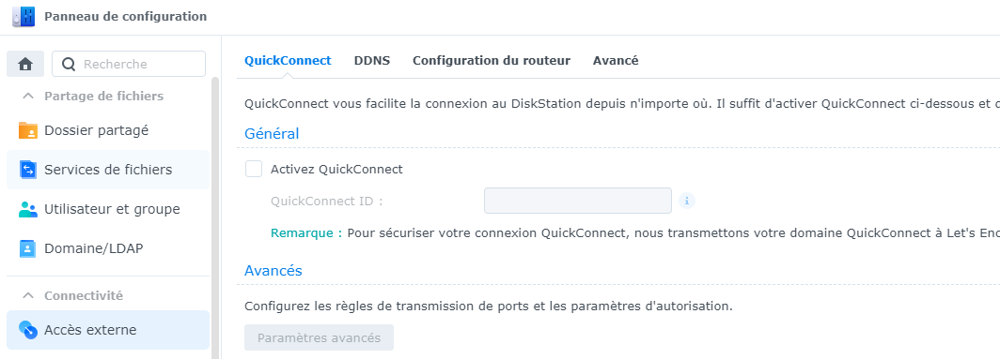 Panneau de configuration
Recherche
Partage de fichiers
Dossier partagé
Services de fichiers
Utilisateur et groupe
Domaine/LDAP
Connectivité
Accès externe
QuickConnect DDNS Configuration du routeur Avancé
QuickConnect vous facilite la connexion au DiskStation depuis n'importe où. Il suffit d'activer QuickConnect ci-dessous et
Général
Activez QuickConnect
QuickConnect ID :
Remarque : Pour sécuriser votre connexion QuickConnect, nous transmettons votre domaine QuickConnect à Let's
Avancés
Configurez les règles de transmission de ports et les paramètres d'autorisation.
Paramètres avancés